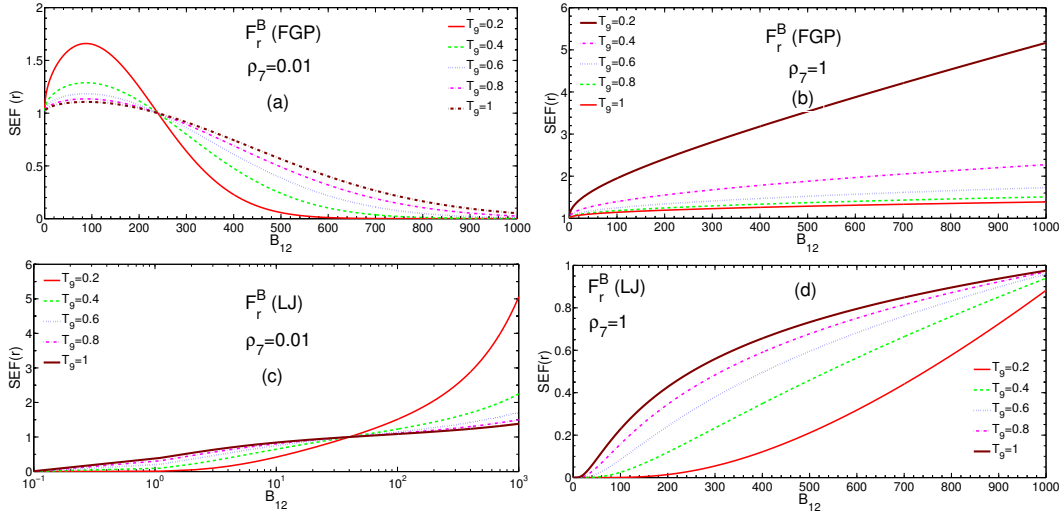 F_r^B (FGP)
ρ_7=0.01
(a)
T_9=0.2
T_9=0.4
T_9=0.6
T_9=0.8
T_9=1
SEF (r)
2
1.5
1
0.5
0
0 100 200 300 400 500 600 700 800 900 1000
B_12
F_r^B (FGP)
ρ_7=1
(b)
T_9=0.2
T_9=0.4
T_9=0.6
T_9=0.8
T_9=1
SEF(r)
6
5
4
2
1
0 100 200 300 400 500 600 700 800 900 1000
B_12
F_r^B (LJ)
ρ_7=0.01
(c)
T_9=0.2
T_9=0.4
T_9=0.6
T_9=0.8
T_9=1
SEF(r)
6
5
4
3
2
1
0
10^-1 10^0 10^1 10^2 10^3
B_12
F_r^B (LJ)
ρ_7=1
(d)
T_9=0.2
T_9=0.4
T_9=0.6
T_9=0.8
T_9=1
SEF(r)
1
0.8
0.6
0.4
0.2
0
0 100 200 300 400 500 600 700 800 900 1000
B_12